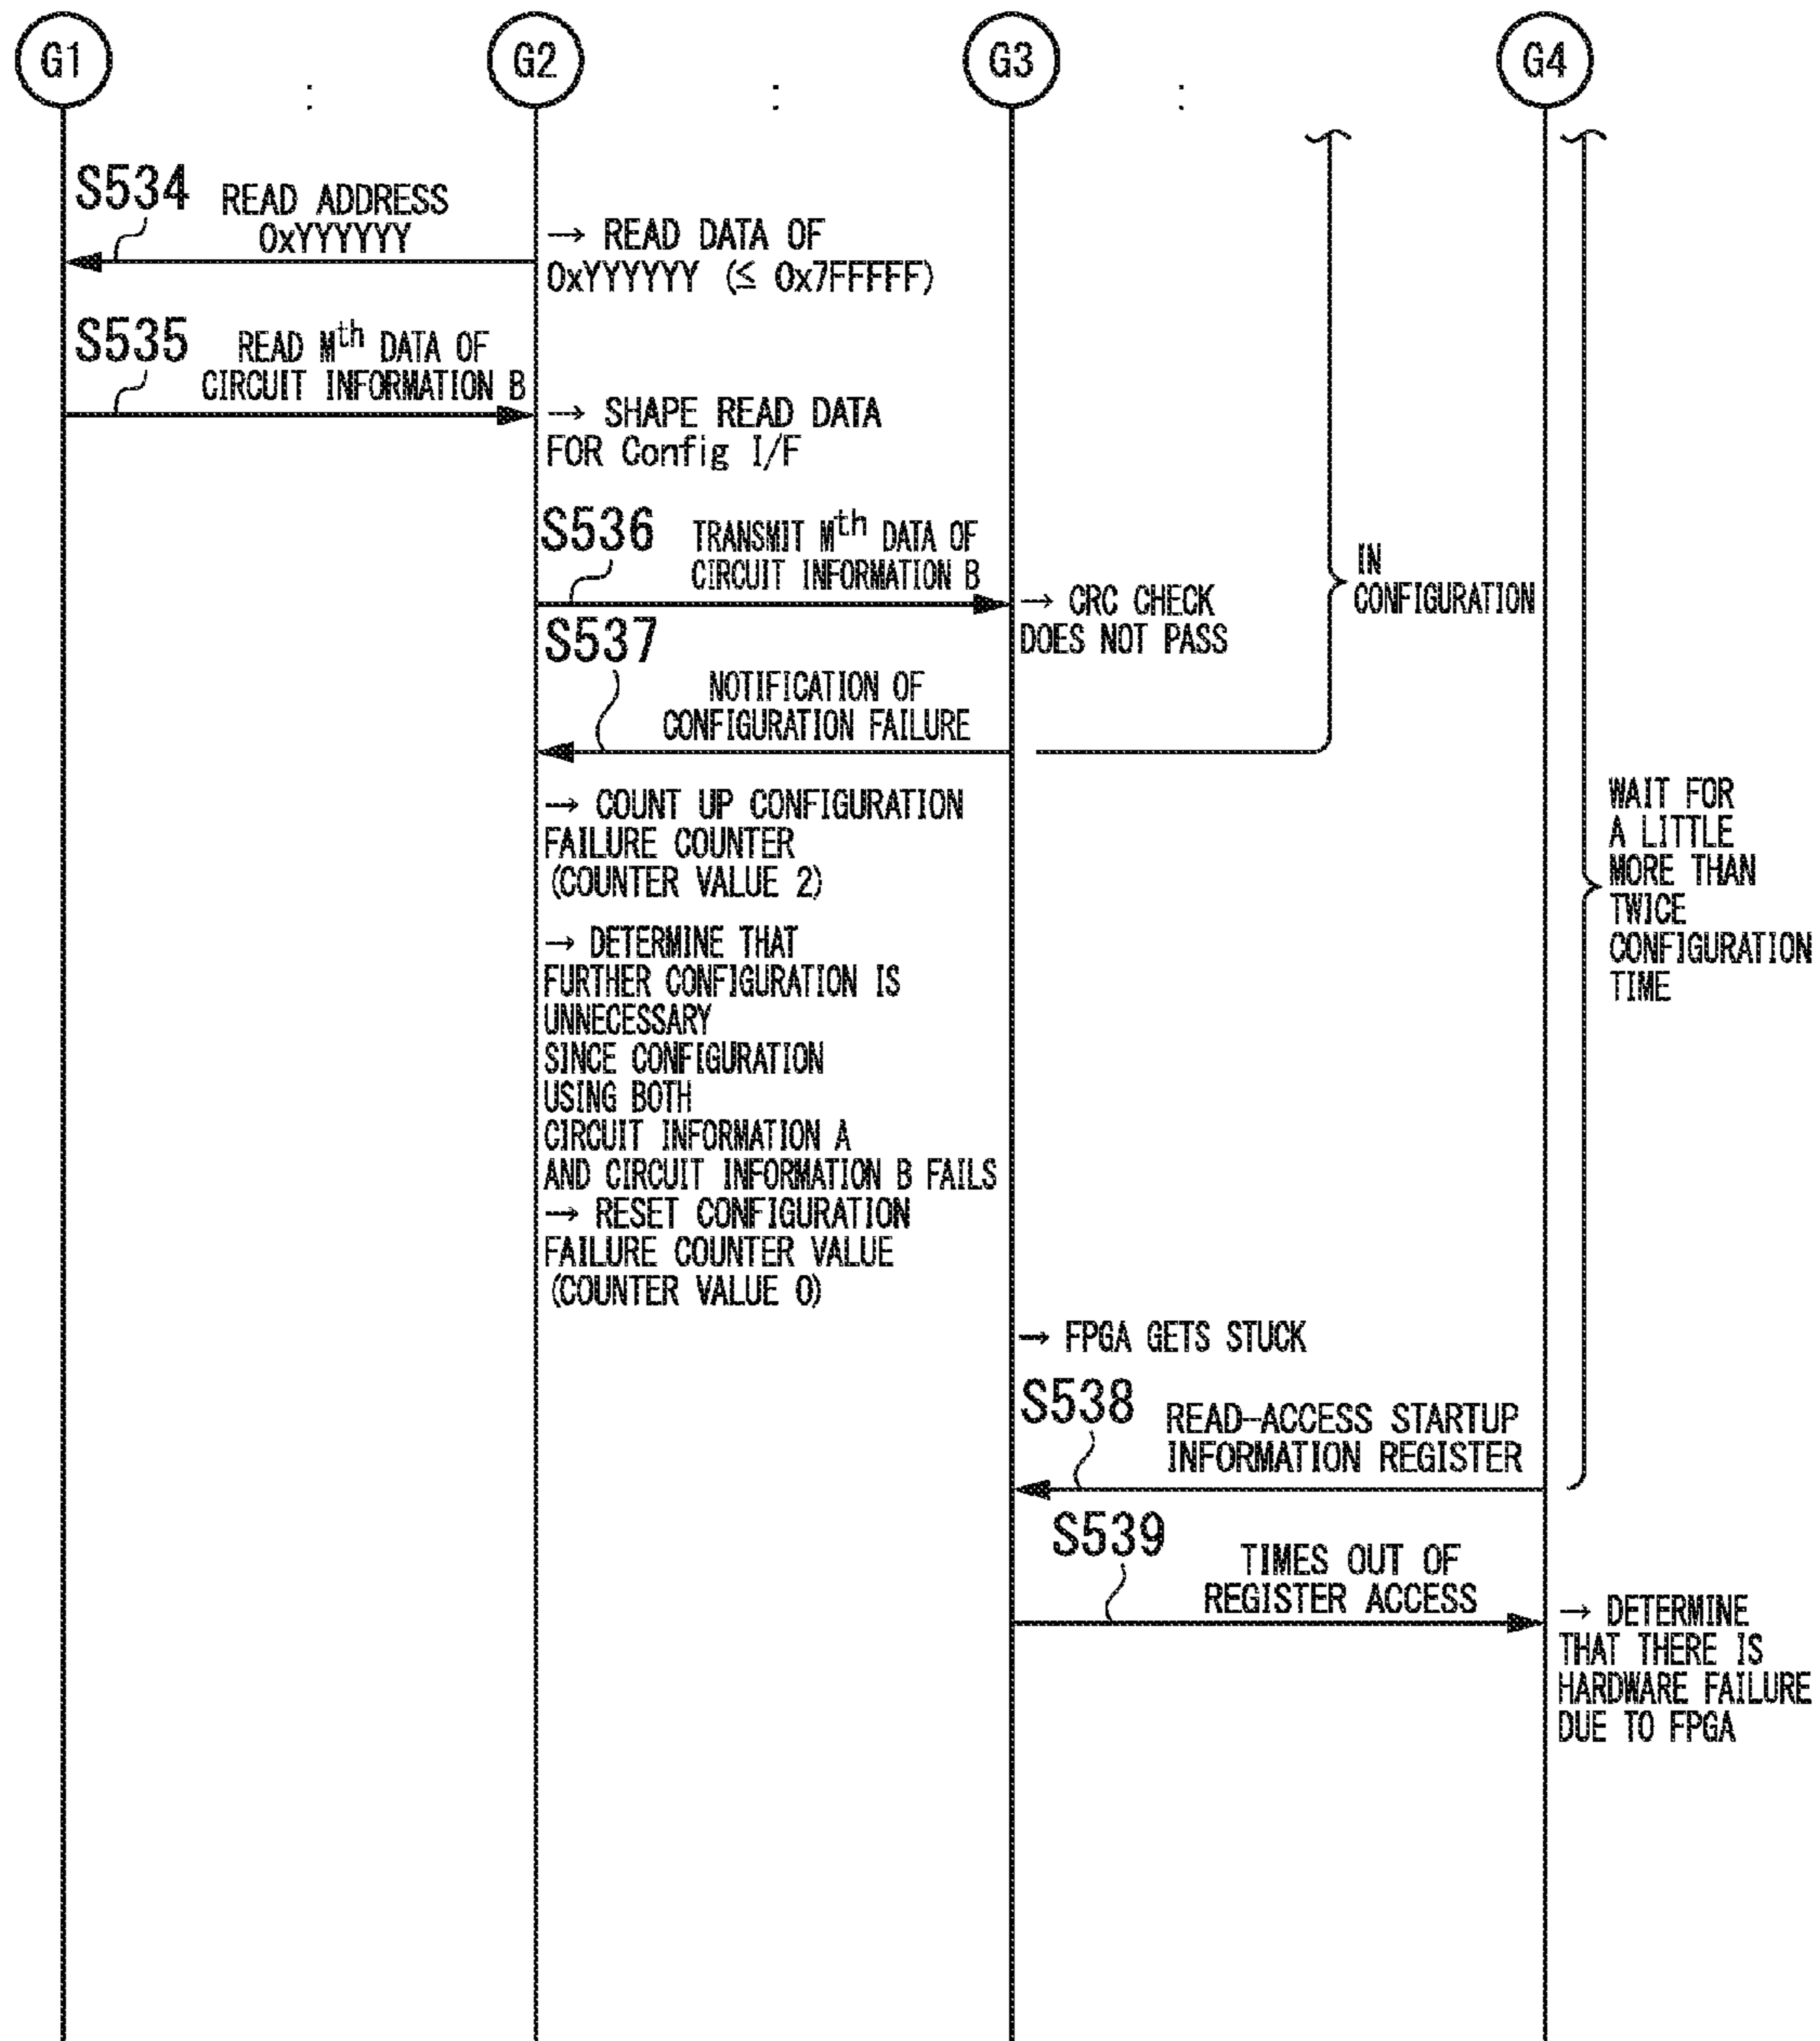 G1
G2
G3
G4
:
:
:
S534
READ ADDRESS
0xYYYYYY
→ READ DATA OF
0xYYYYYY (≤ 0x7FFFFF)
S535
READ Mth DATA OF
CIRCUIT INFORMATION B
→ SHAPE READ DATA
FOR Config I/F
S536
TRANSMIT Mth DATA OF
CIRCUIT INFORMATION B
→ CRC CHECK
DOES NOT PASS
IN
CONFIGURATION
S537
NOTIFICATION OF
CONFIGURATION FAILURE
→ COUNT UP CONFIGURATION
FAILURE COUNTER
(COUNTER VALUE 2)
WAIT FOR
A LITTLE
MORE THAN
TWICE
CONFIGURATION
TIME
→ DETERMINE THAT
FURTHER CONFIGURATION IS
UNNECESSARY
SINCE CONFIGURATION
USING BOTH
CIRCUIT INFORMATION A
AND CIRCUIT INFORMATION B FAILS
→ RESET CONFIGURATION
FAILURE COUNTER VALUE
(COUNTER VALUE 0)
→ FPGA GETS STUCK
S538
READ-ACCESS STARTUP
INFORMATION REGISTER
S539
TIMES OUT OF
REGISTER ACCESS
→ DETERMINE
THAT THERE IS
HARDWARE FAILURE
DUE TO FPGA